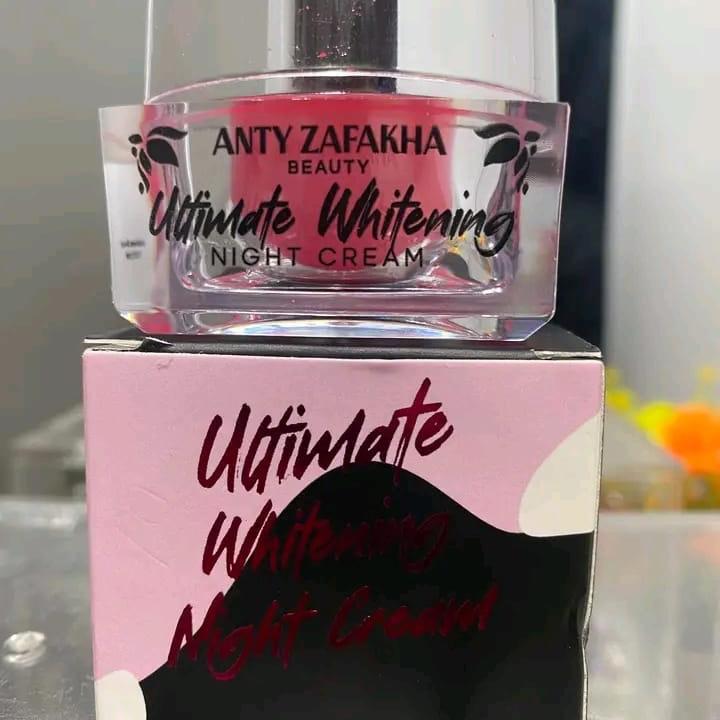 ANTY ZAFAKHA
BEAUTY
Ultimate Whitening
NIGHT CREAM
Ultimate
Whitening
Night Cream